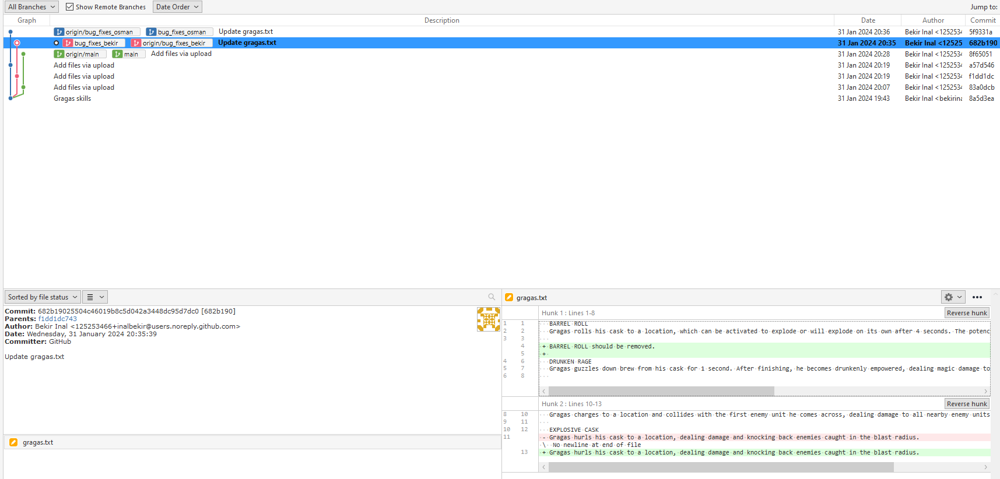 All Branches Show Remote Branches Date Order Jump to:
Graph Description Date Author Commit
origin/bug_fixes_osman bug_fixes_osman Update gragas.txt 31 Jan 2024 20:36 Bekir Inal <1252534 5f9331a
bug_fixes_bekir origin/bug_fixes_bekir Update gragas.txt 31 Jan 2024 20:35 Bekir Inal <12525 682b190
origin/main main Add files via upload 31 Jan 2024 20:28 Bekir Inal <1252534 8f65051
Add files via upload 31 Jan 2024 20:19 Bekir Inal <1252534 a57d546
Add files via upload 31 Jan 2024 20:19 Bekir Inal <1252534 f1dd1dc
Add files via upload 31 Jan 2024 20:07 Bekir Inal <1252534 83a0dcb
Gragas skills 31 Jan 2024 19:43 Bekir Inal <bekirina 8a5d3ea
Sorted by file status
Commit: 682b19025504c46019b8c5d042a3448dc95d7dc0 [682b190]
Parents: f1dd1dc743
Author: Bekir Inal <125253466+inalbekir@users.noreply.github.com>
Date: Wednesday, 31 January 2024 20:35:39
Committer: GitHub
Update gragas.txt
gragas.txt
gragas.txt
Hunk 1 : Lines 1-8 Reverse hunk
1 1 BARREL ROLL
2 2 Gragas rolls his cask to a location, which can be activated to explode or will explode on its own after 4 seconds. The potenc
3 3
4 + BARREL ROLL should be removed.
5 +
4 6 DRUNKEN RAGE
5 7 Gragas guzzles down brew from his cask for 1 second. After finishing, he becomes drunkenly empowered, dealing magic damage to
6 8
Hunk 2 : Lines 10-13 Reverse hunk
8 10 Gragas charges to a location and collides with the first enemy unit he comes across, dealing damage to all nearby enemy units
9 11
10 12 EXPLOSIVE CASK
11 - Gragas hurls his cask to a location, dealing damage and knocking back enemies caught in the blast radius.
\ No newline at end of file
13 + Gragas hurls his cask to a location, dealing damage and knocking back enemies caught in the blast radius.